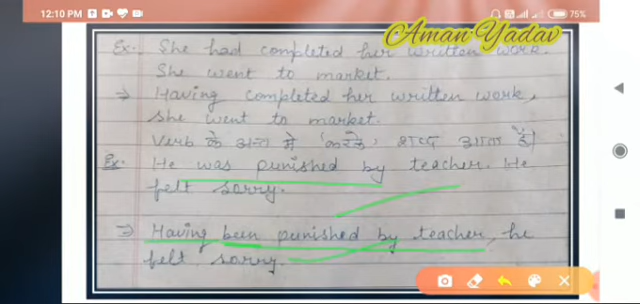 12:10 PM 75%
Aman Yadav
Ex. She had completed her written work.
She went to market.
⇒ Having completed her written work,
she went to market.
Verb के अन्त में 'करके' शब्द आता है।
Ex. He was punished by teacher. He
felt sorry.
⇒ Having been punished by teacher, he
felt sorry.